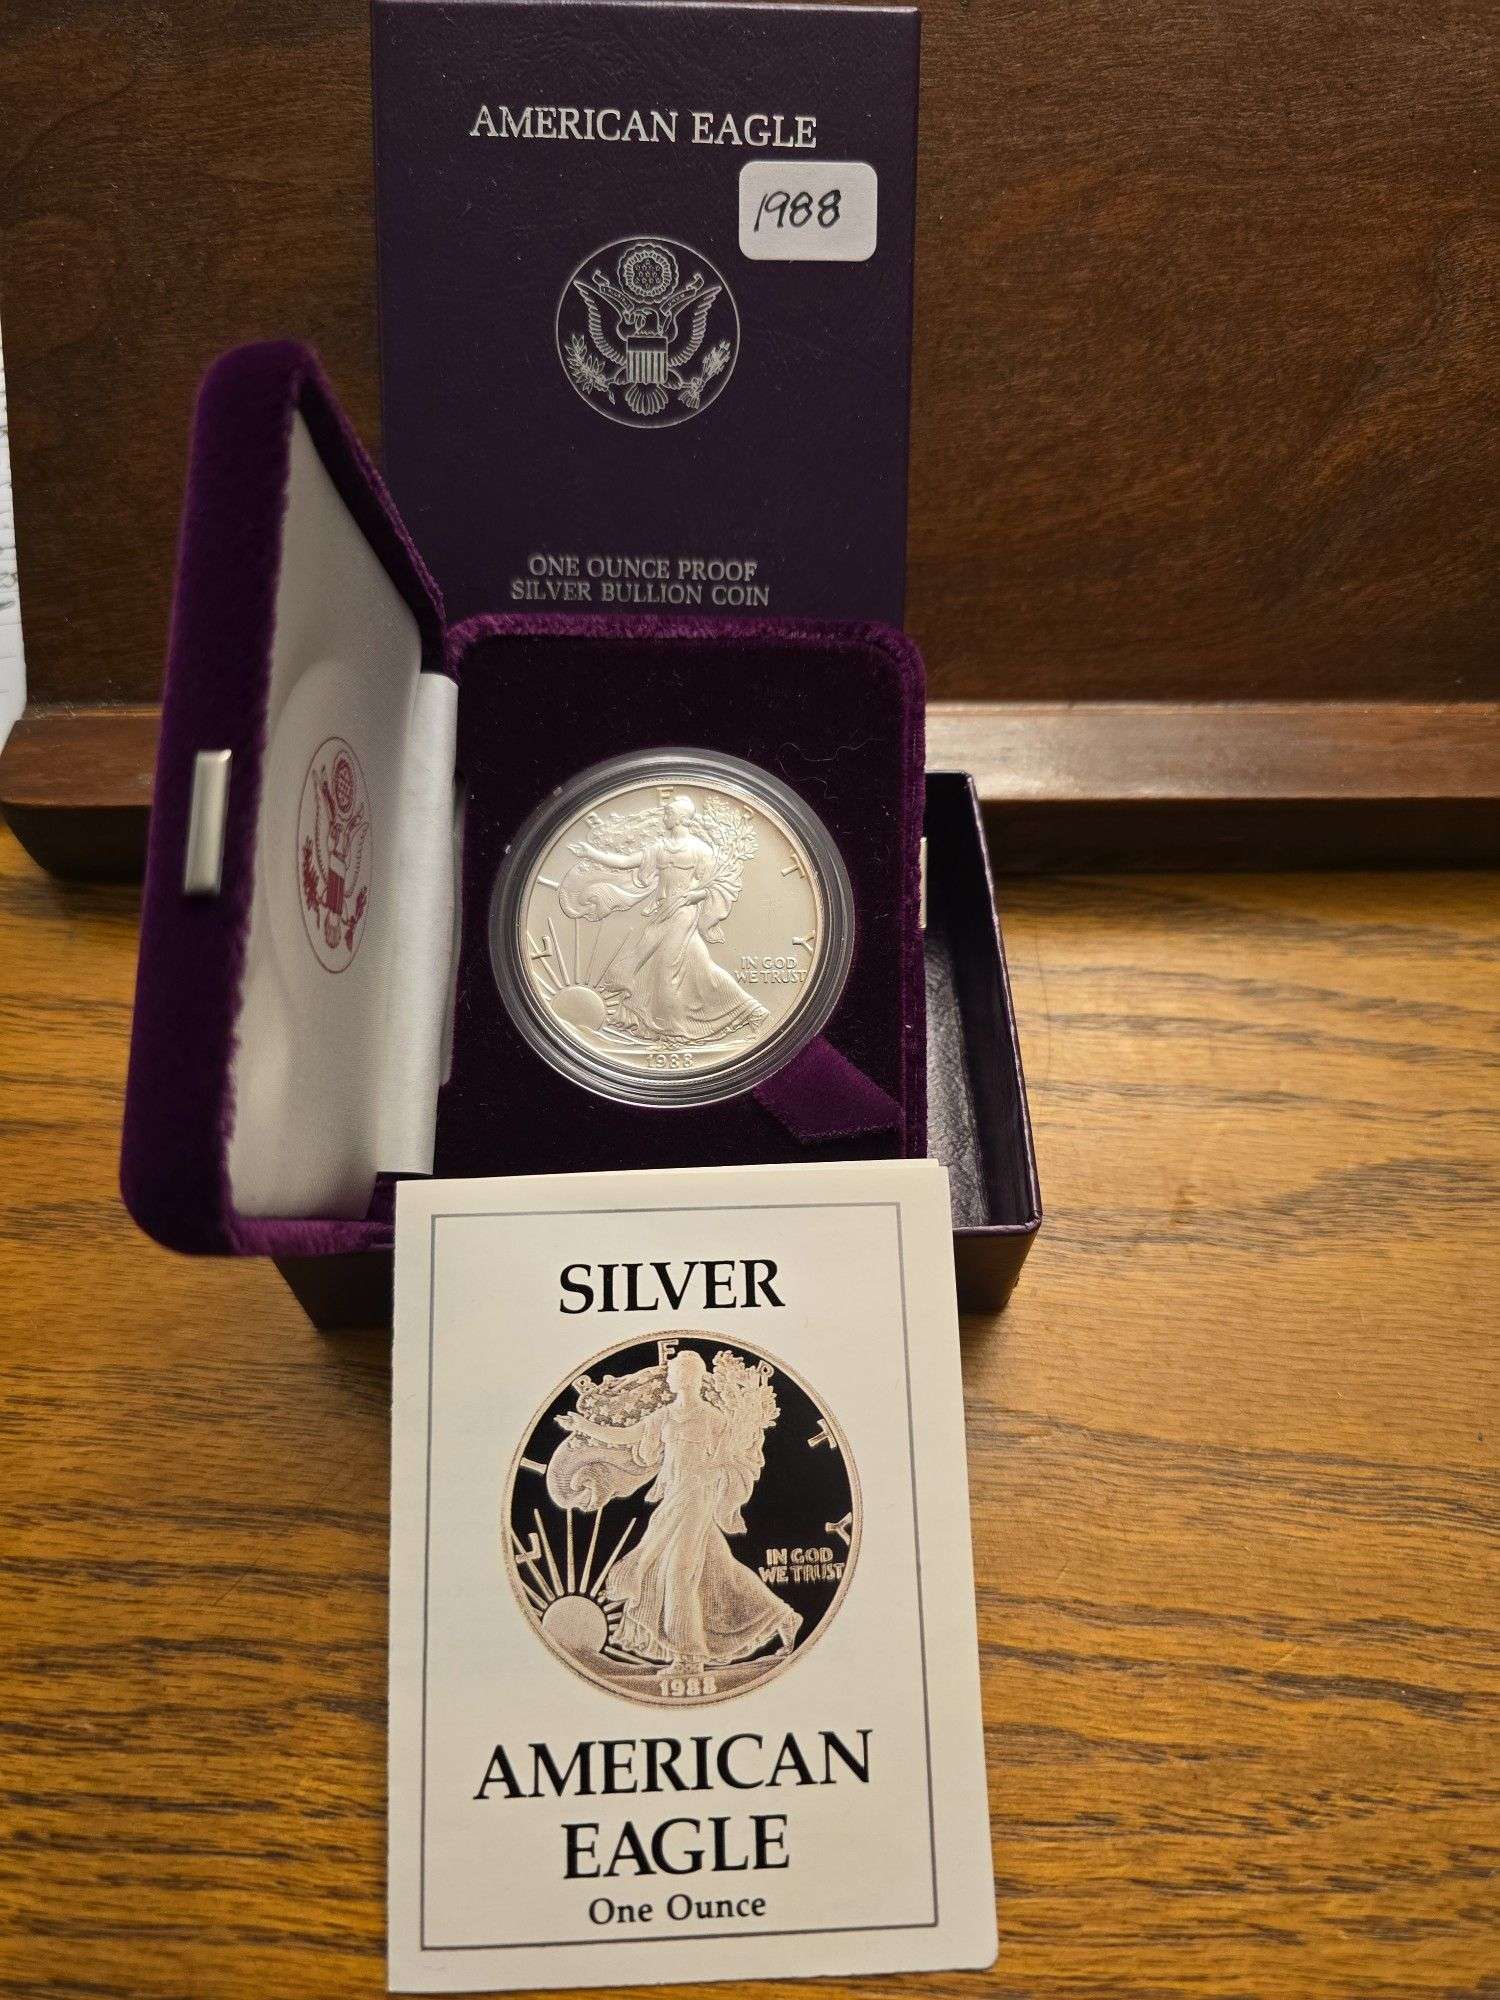 AMERICAN EAGLE
1988
ONE OUNCE PROOF
SILVER BULLION COIN
LIBERTY
IN GOD
WE TRUST
1988
SILVER
LIBERTY
IN GOD
WE TRUST
1988
AMERICAN
EAGLE
One Ounce